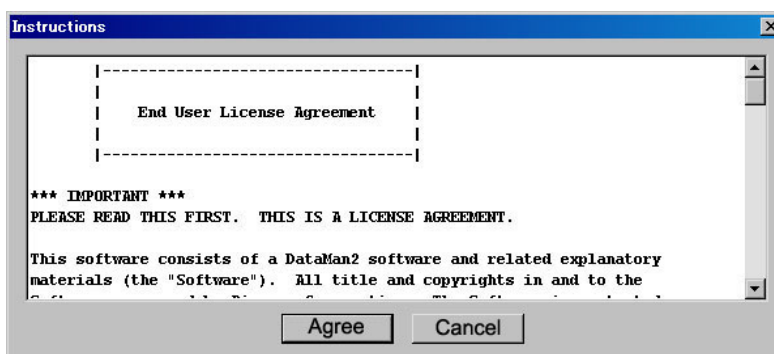 Instructions
|---------------------------------|
| |
| End User License Agreement |
| |
|---------------------------------|
*** IMPORTANT ***
PLEASE READ THIS FIRST. THIS IS A LICENSE AGREEMENT.
This software consists of a DataMan2 software and related explanatory
materials (the "Software"). All title and copyrights in and to the
Agree Cancel